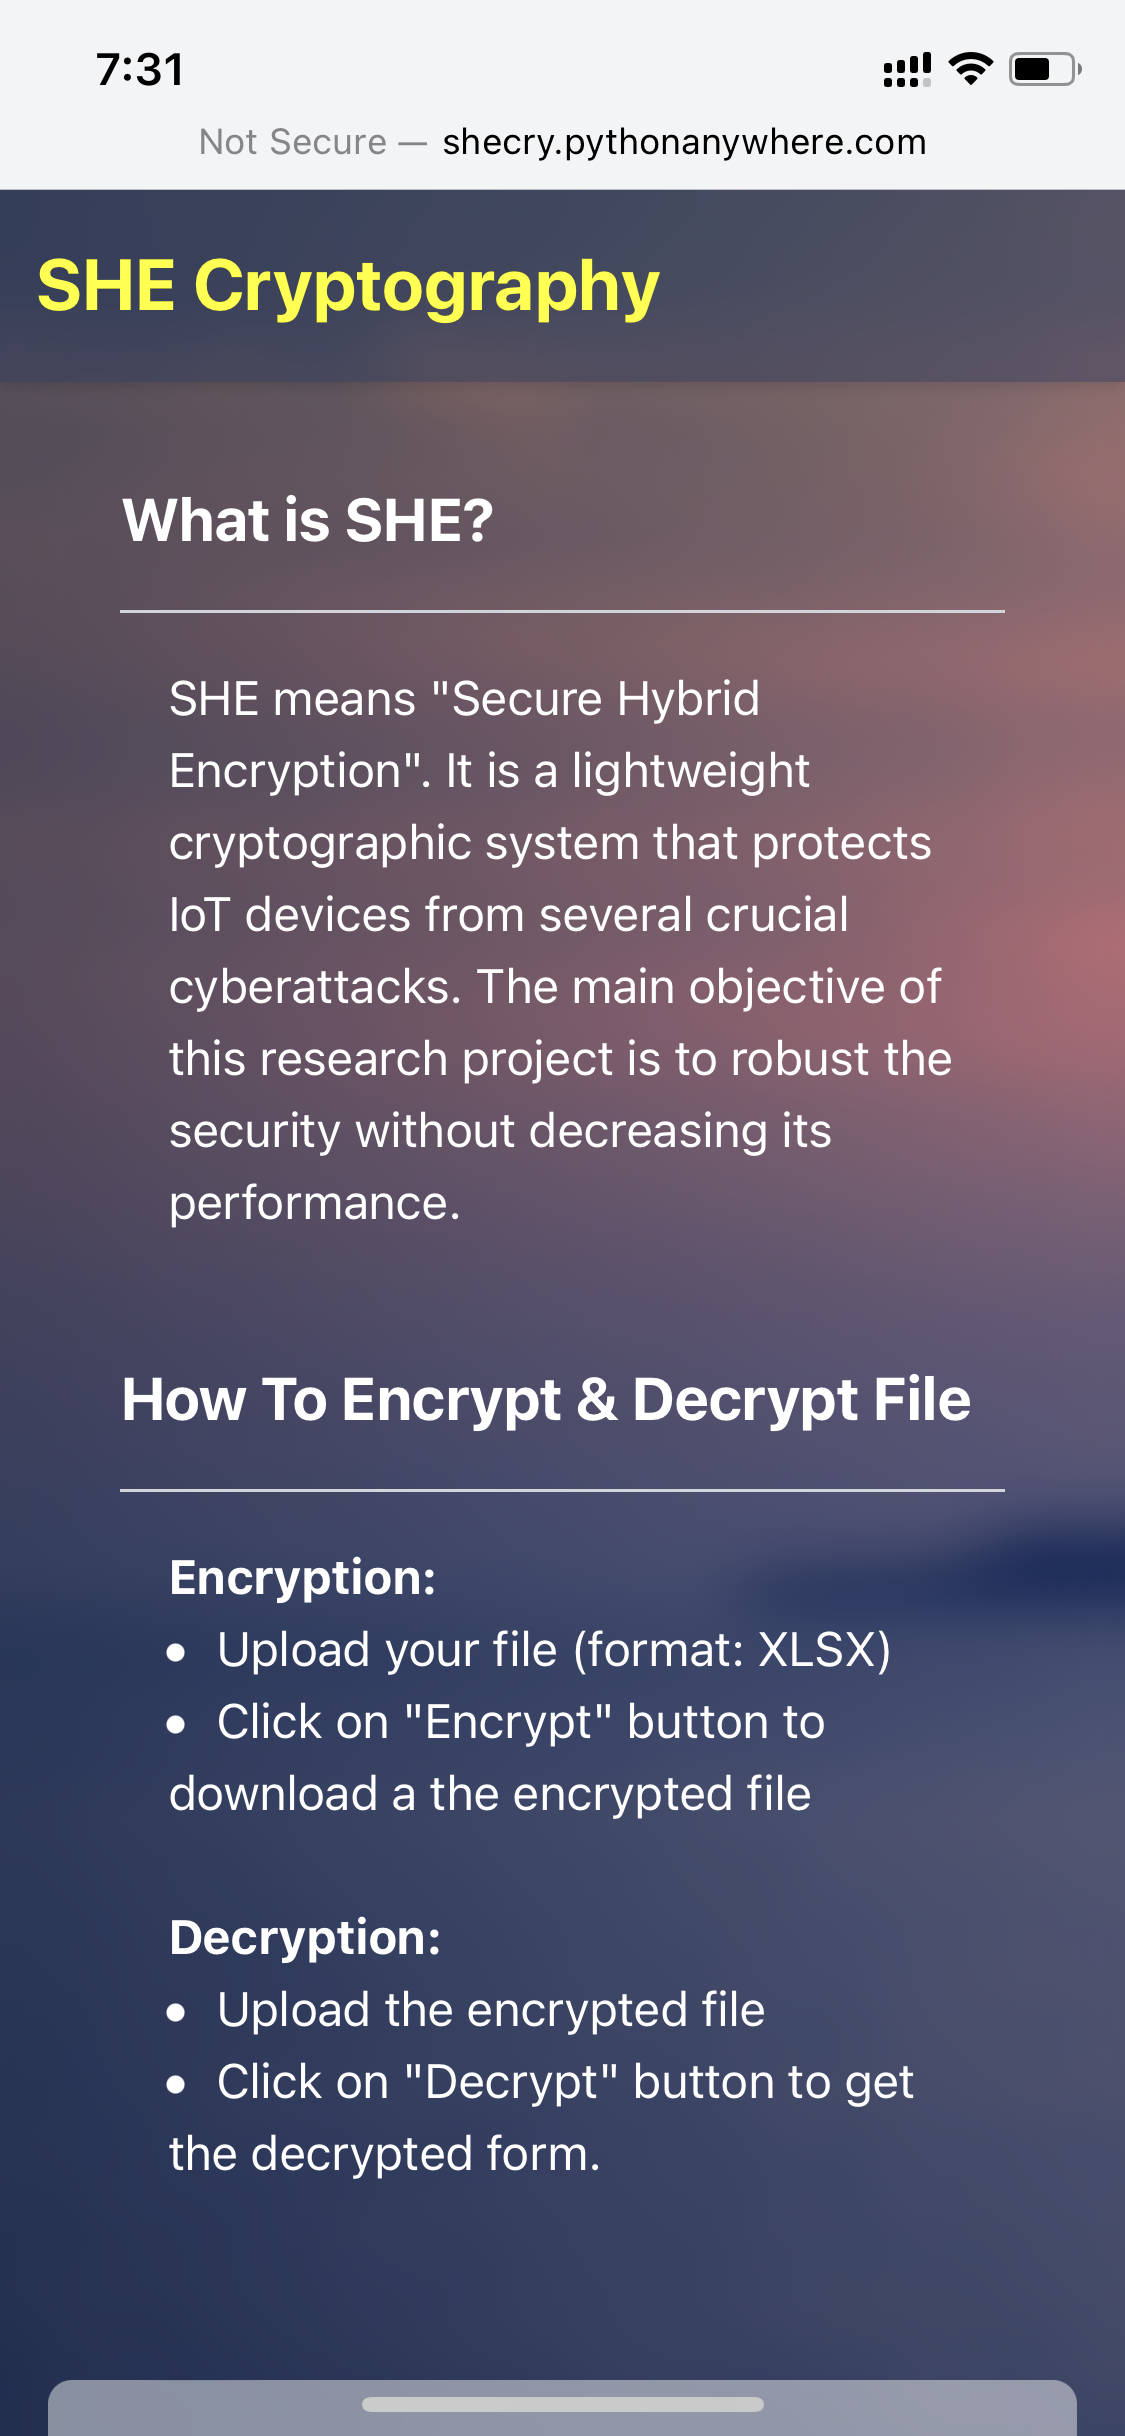 7:31
Not Secure — shecry.pythonanywhere.com
SHE Cryptography
What is SHE?
SHE means "Secure Hybrid
Encryption". It is a lightweight
cryptographic system that protects
IoT devices from several crucial
cyberattacks. The main objective of
this research project is to robust the
security without decreasing its
performance.
How To Encrypt & Decrypt File
Encryption:
● Upload your file (format: XLSX)
● Click on "Encrypt" button to
download a the encrypted file
Decryption:
● Upload the encrypted file
● Click on "Decrypt" button to get
the decrypted form.